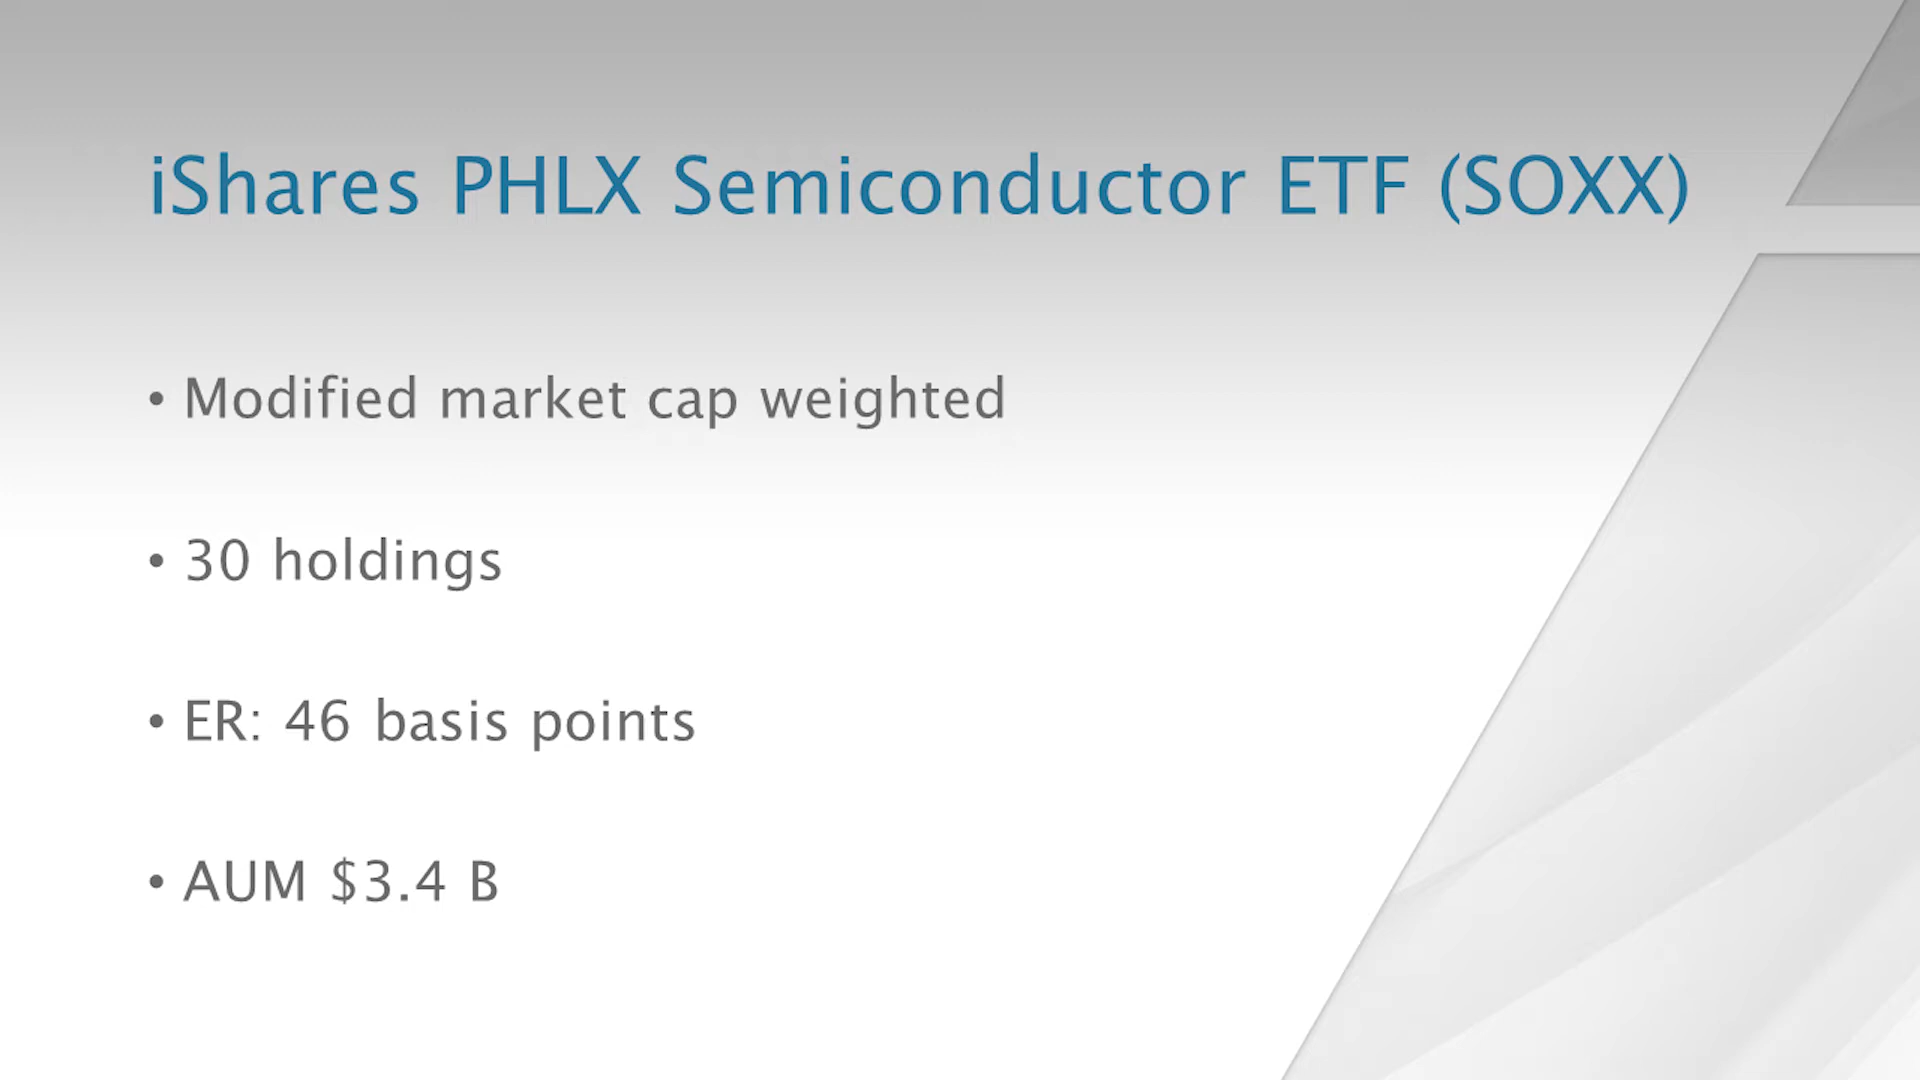 iShares PHLX Semiconductor ETF (SOXX)
• Modified market cap weighted
• 30 holdings
• ER: 46 basis points
• AUM $3.4 B